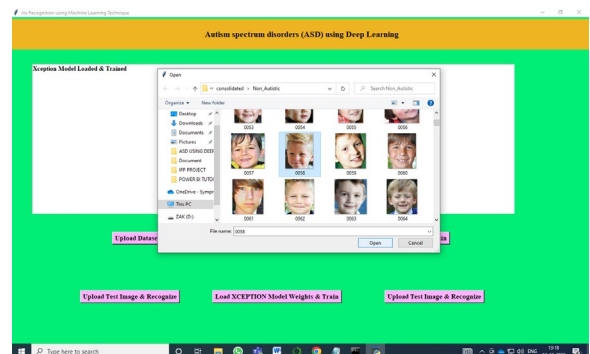 Iris Recognition using Machine Learning Technique
Autism spectrum disorders (ASD) using Deep Learning
Xception Model Loaded & Trained
Open
consolidated > Non_Autistic
Search Non_Autistic
Organize
New folder
Desktop
Downloads
Documents
Pictures
ASD USING DEEP
Document
IFP PROJECT
POWER BI TUTO
OneDrive - Sympr
This PC
ZAK (D:)
0053 0054 0055 0056
0057 0058 0059 0060
0061 0062 0063 0064
File name: 0058
Open
Cancel
Upload Datase
in
Upload Test Image & Recognize
Load XCEPTION Model Weights & Train
Upload Test Image & Recognize
Type here to search
ENG